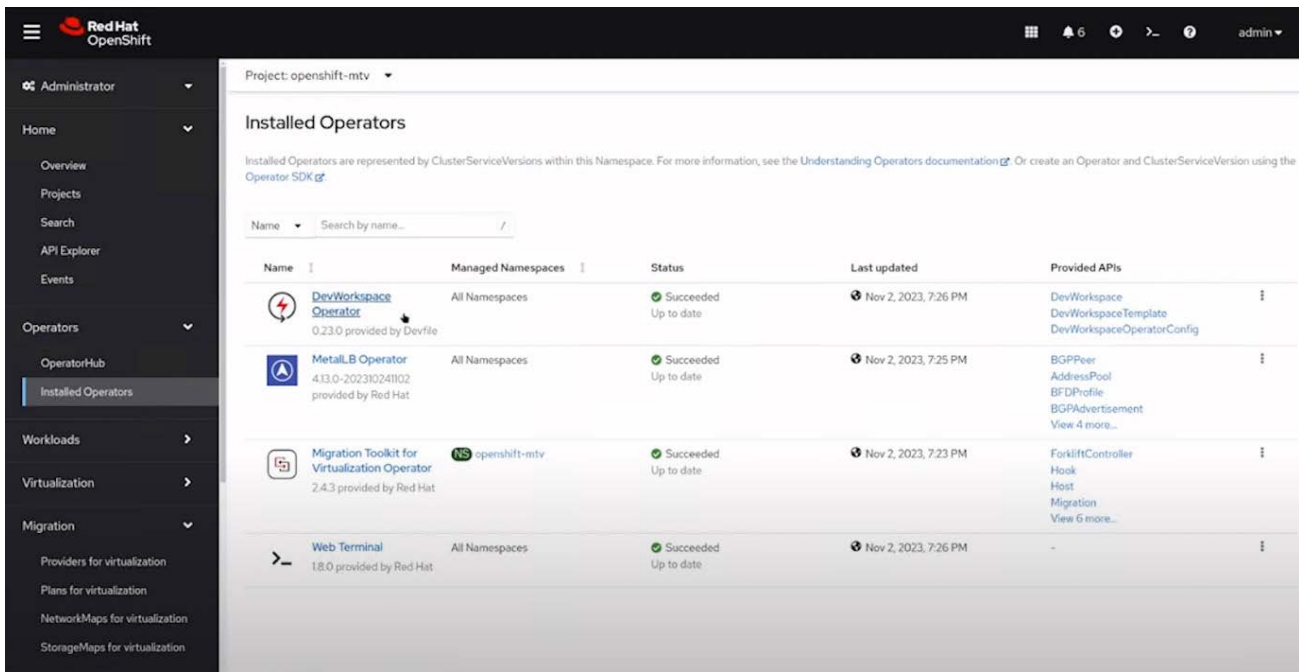 Red Hat
OpenShift
6
admin
Administrator
Home
Overview
Projects
Search
API Explorer
Events
Operators
OperatorHub
Installed Operators
Workloads
Virtualization
Migration
Providers for virtualization
Plans for virtualization
NetworkMaps for virtualization
StorageMaps for virtualization
Project: openshift-mtv
Installed Operators
Installed Operators are represented by ClusterServiceVersions within this Namespace. For more information, see the Understanding Operators documentation. Or create an Operator and ClusterServiceVersion using the
Operator SDK.
Name Search by name... /
Name Managed Namespaces Status Last updated Provided APIs
DevWorkspace
Operator
0.23.0 provided by Devfile
All Namespaces
Succeeded
Up to date
Nov 2, 2023, 7:26 PM
DevWorkspace
DevWorkspaceTemplate
DevWorkspaceOperatorConfig
MetalLB Operator
4.13.0-202310241102
provided by Red Hat
All Namespaces
Succeeded
Up to date
Nov 2, 2023, 7:25 PM
BGPPeer
AddressPool
BFDProfile
BGPAdvertisement
View 4 more...
Migration Toolkit for
Virtualization Operator
2.4.3 provided by Red Hat
NS openshift-mtv
Succeeded
Up to date
Nov 2, 2023, 7:23 PM
ForkliftController
Hook
Host
Migration
View 6 more...
Web Terminal
1.8.0 provided by Red Hat
All Namespaces
Succeeded
Up to date
Nov 2, 2023, 7:26 PM
-